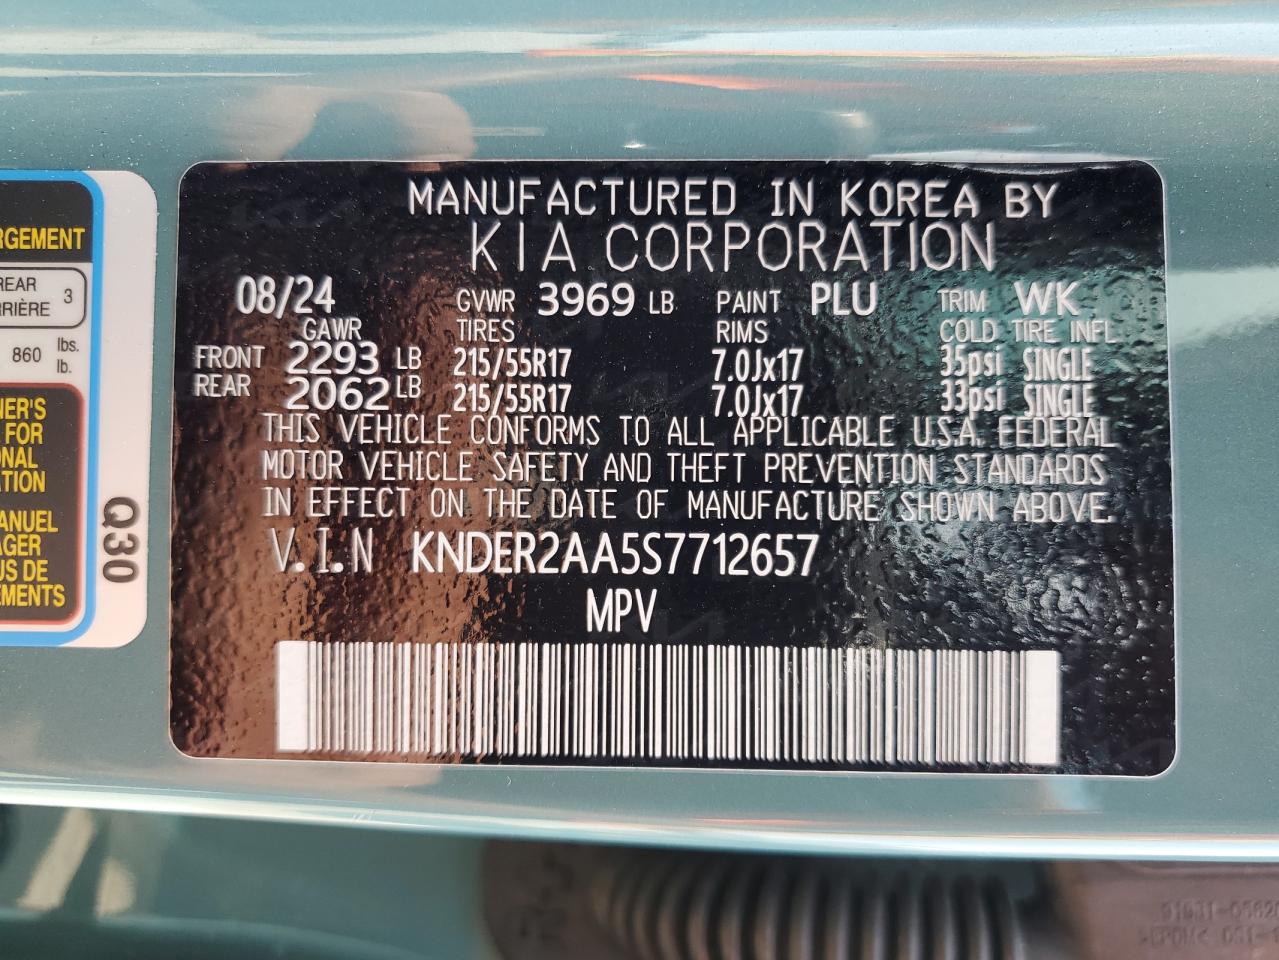 MANUFACTURED IN KOREA BY
KIA CORPORATION
08/24 GVWR 3969 LB PAINT PLU TRIM WK
GAWR TIRES RIMS COLD TIRE INFL
FRONT 2293 LB 215/55R17 7.0Jx17 35psi SINGLE
REAR 2062 LB 215/55R17 7.0Jx17 33psi SINGLE
THIS VEHICLE CONFORMS TO ALL APPLICABLE U.S.A. FEDERAL
MOTOR VEHICLE SAFETY AND THEFT PREVENTION STANDARDS
IN EFFECT ON THE DATE OF MANUFACTURE SHOWN ABOVE.
V.I.N KNDER2AA5S7712657
MPV
RGEMENT
REAR
RRIÈRE 3
860 lbs.
lb.
NER'S
FOR
ONAL
ATION
MANUEL
AGER
US DE
EMENTS
Q30